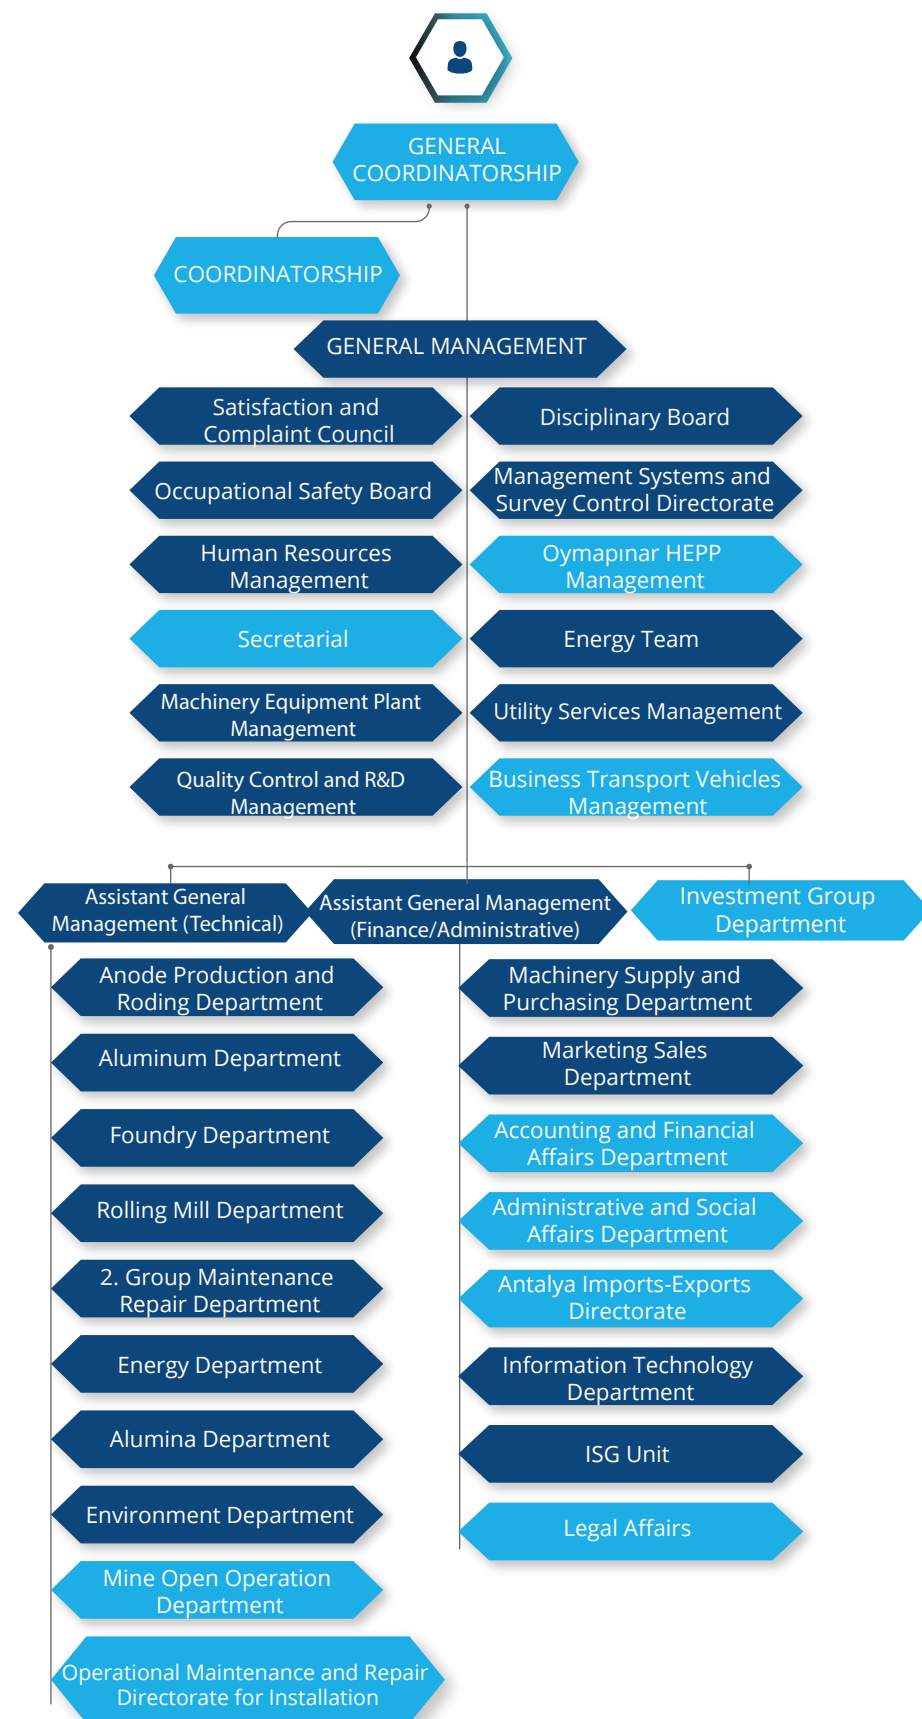 GENERAL
COORDINATORSHIP
COORDINATORSHIP
GENERAL MANAGEMENT
Satisfaction and
Complaint Council
Disciplinary Board
Occupational Safety Board
Management Systems and
Survey Control Directorate
Human Resources
Management
Oymapınar HEPP
Management
Secretarial
Energy Team
Machinery Equipment Plant
Management
Utility Services Management
Quality Control and R&D
Management
Business Transport Vehicles
Management
Assistant General
Management (Technical)
Assistant General Management
(Finance/Administrative)
Investment Group
Department
Anode Production and
Roding Department
Aluminum Department
Foundry Department
Rolling Mill Department
2. Group Maintenance
Repair Department
Energy Department
Alumina Department
Environment Department
Mine Open Operation
Department
Operational Maintenance and Repair
Directorate for Installation
Machinery Supply and
Purchasing Department
Marketing Sales
Department
Accounting and Financial
Affairs Department
Administrative and Social
Affairs Department
Antalya Imports-Exports
Directorate
Information Technology
Department
ISG Unit
Legal Affairs